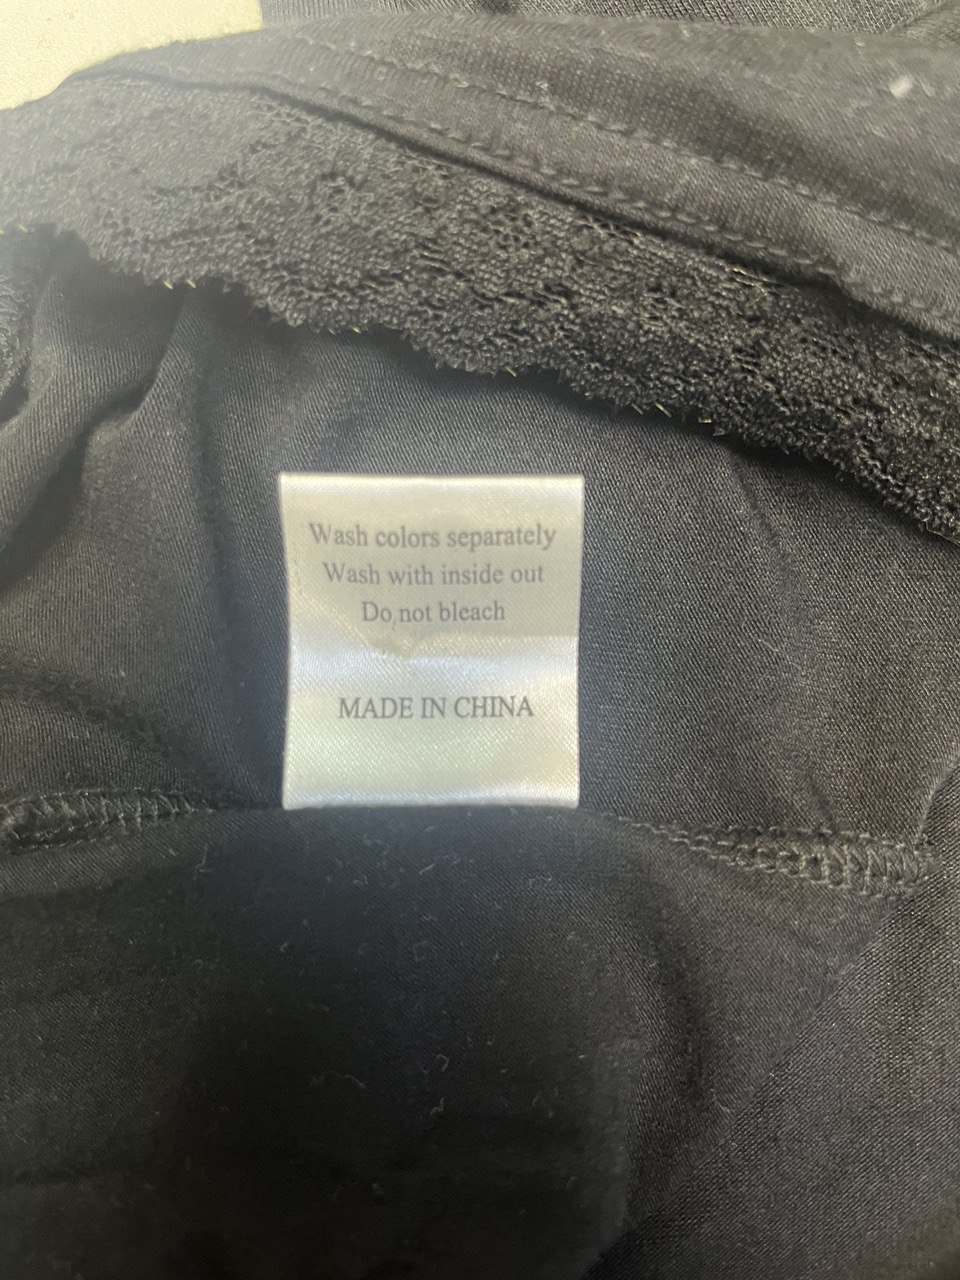 Wash colors separately
Wash with inside out
Do not bleach
MADE IN CHINA